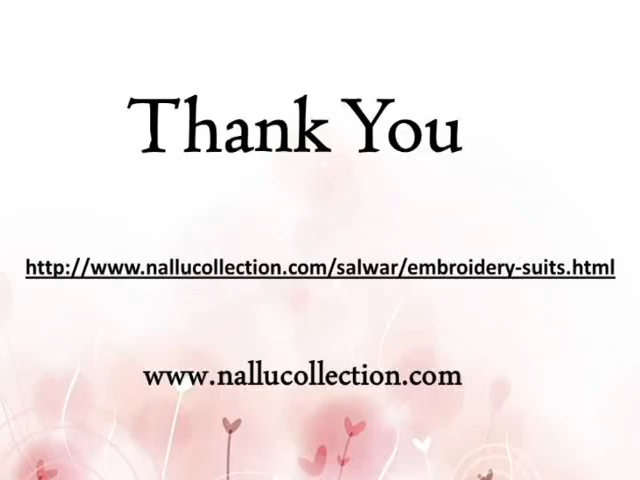 Thank You
http://www.nallucollection.com/salwar/embroidery-suits.html
www.nallucollection.com